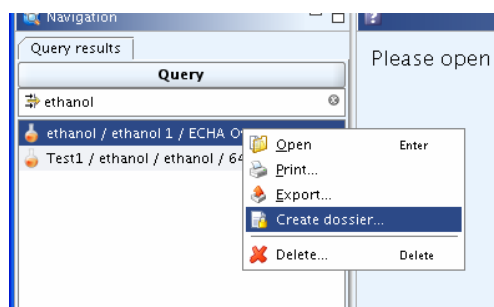 Navigation
Query results
Please open
Query
ethanol
ethanol / ethanol 1 / ECHA
Test1 / ethanol / ethanol /
Open Enter
Print...
Export...
Create dossier...
Delete... Delete